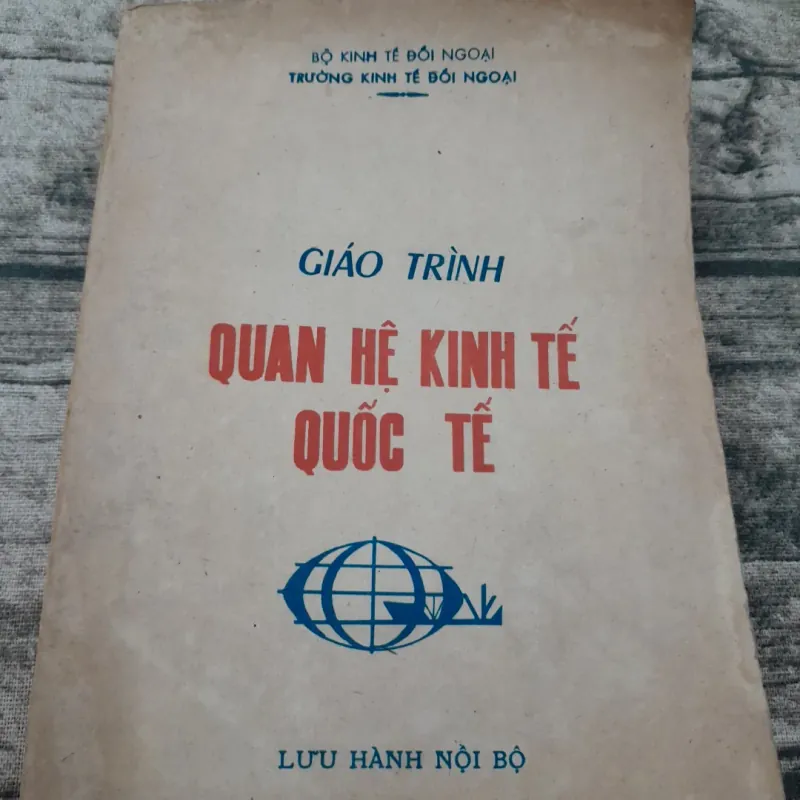 BỘ KINH TẾ ĐỐI NGOẠI
TRƯỜNG KINH TẾ ĐỐI NGOẠI
GIÁO TRÌNH
QUAN HỆ KINH TẾ
QUỐC TẾ
LƯU HÀNH NỘI BỘ